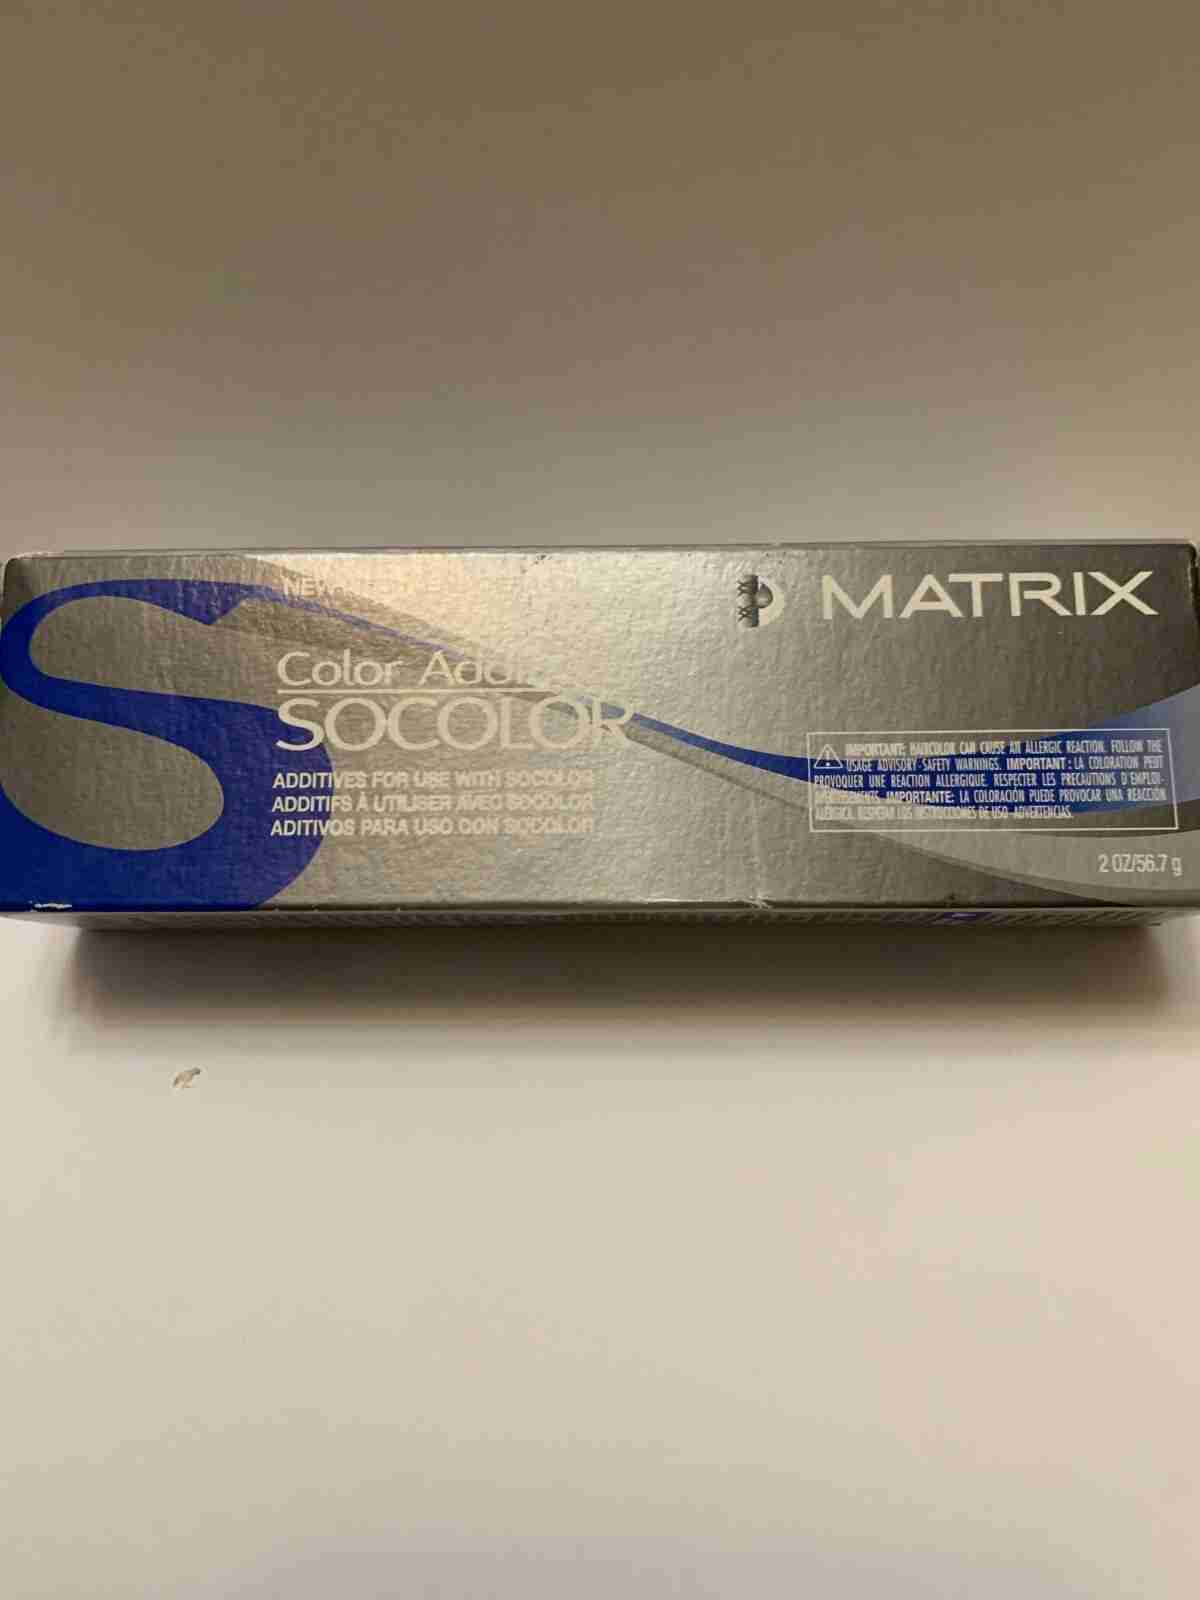 MATRIX
Color
SOCOLOR
ADDITIVES FOR USE WITH SOCOLOR
ADDITIFS À UTILISER AVEC SOCOLOR
ADITIVOS PARA USO CON SOCOLOR
IMPORTANT: HAIRCOLOR CAN CAUSE AN ALLERGIC REACTION. FOLLOW THE
USAGE ADVISORY SAFETY WARNINGS. IMPORTANT : LA COLORATION PEUT
PROVOQUER UNE REACTION ALLERGIQUE. RESPECTER LES PRECAUTIONS D'EMPLOI-
AVERTISSEMENTS. IMPORTANTE: LA COLORACIÓN PUEDE PROVOCAR UNA REACCIÓN
ALÉRGICA. RESPETAR LOS INSTRUCCIONES DE USO-ADVERTENCIAS.
2 OZ/56.7 g